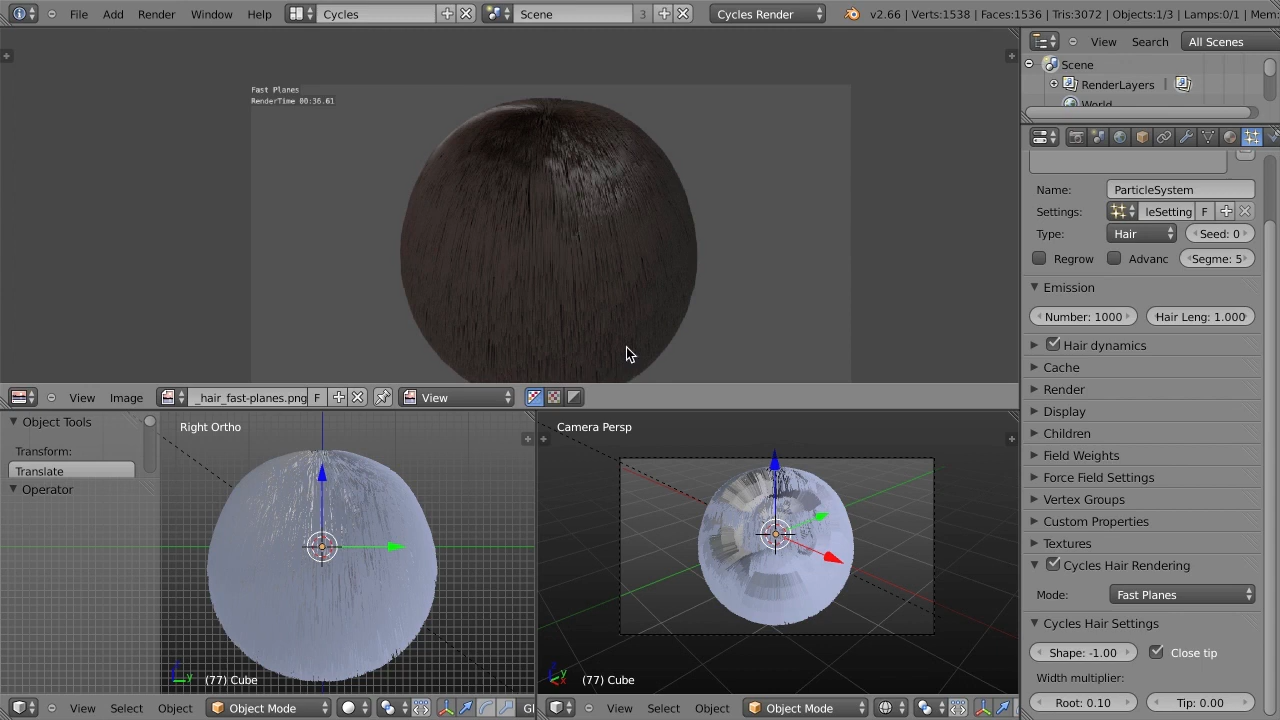 File Add Render Window Help Cycles Scene 3 Cycles Render v2.66 | Verts:1538 | Faces:1536 | Tris:3072 | Objects:1/3 | Lamps:0/1 |
View Search All Scenes
Scene
RenderLayers
World
Fast Planes
RenderTime 00:36.61
Name: ParticleSystem
Settings: leSetting F
Type: Hair Seed: 0
Regrow Advanc Segme: 5
Emission
Number: 1000 Hair Len: 1.000
Hair dynamics
Cache
Render
Display
Children
Field Weights
Force Field Settings
Vertex Groups
Custom Properties
Textures
Cycles Hair Rendering
Mode: Fast Planes
Cycles Hair Settings
Shape: -1.00 Close tip
Width multiplier:
Root: 0.10 Tip: 0.00
View Image _hair_fast-planes.png F View
Object Tools
Transform:
Translate
Operator
Right Ortho
z
y
(77) Cube
Camera Persp
(77) Cube
View Select Object Object Mode Gl
View Select Object Object Mode